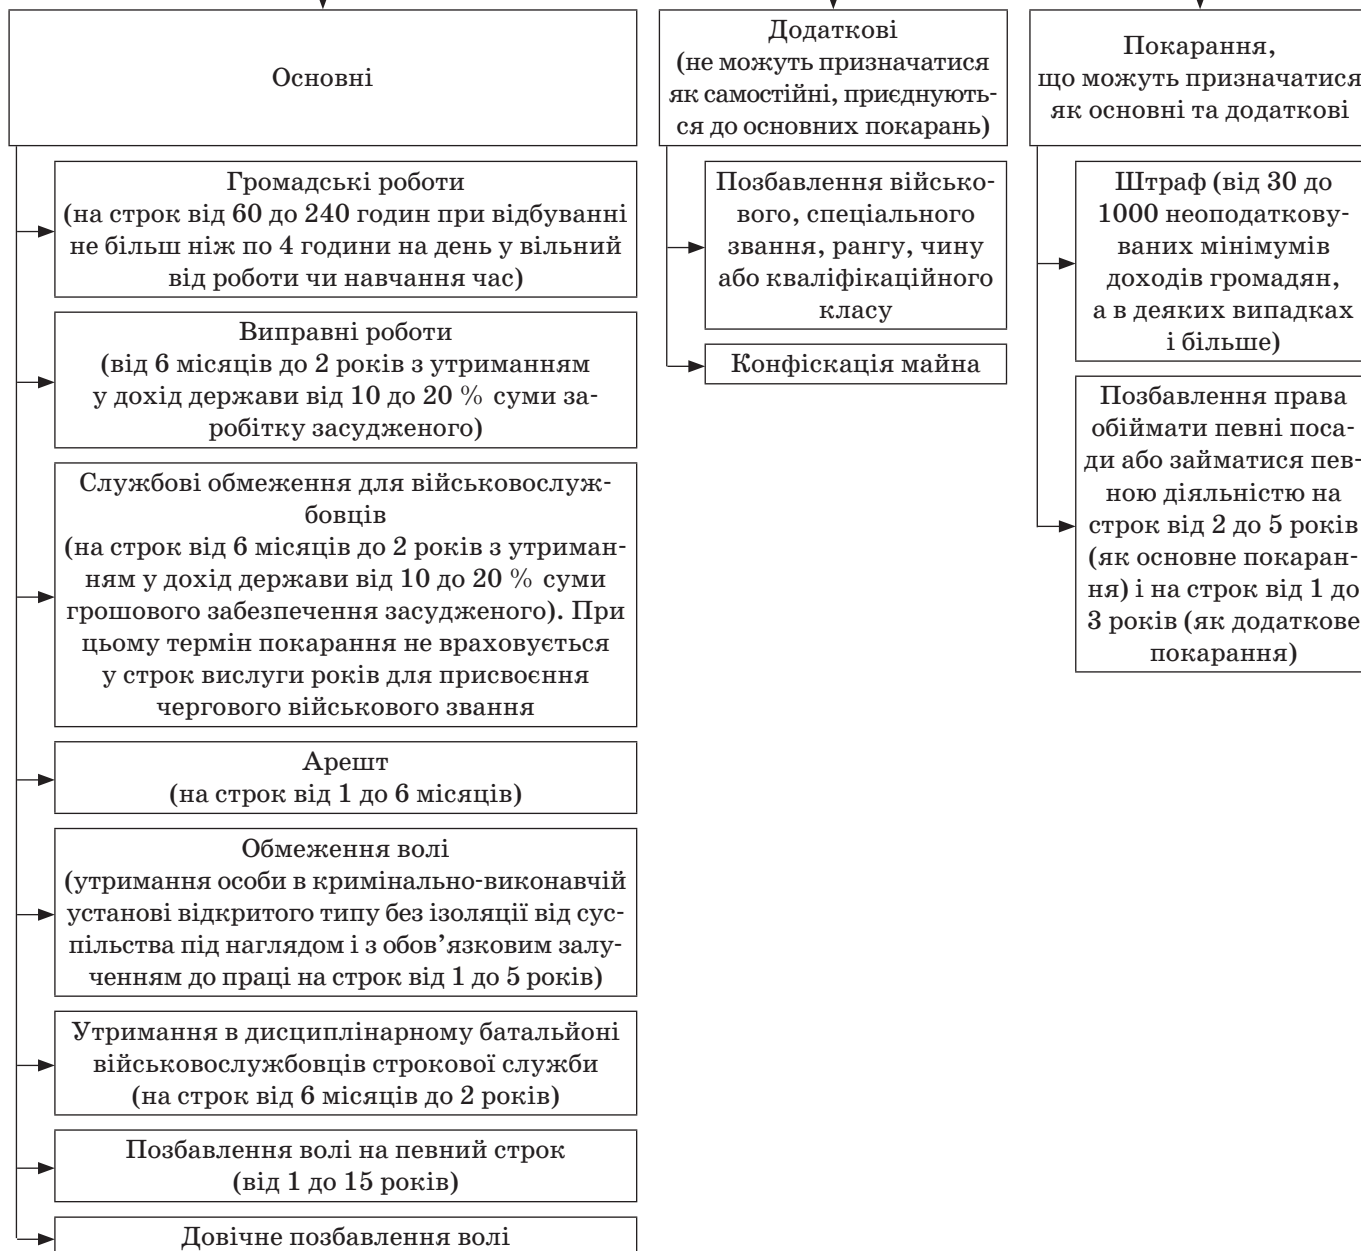 Основні
Громадські роботи
(на строк від 60 до 240 годин при відбуванні
не більш ніж по 4 години на день у вільний
від роботи чи навчання час)
Виправні роботи
(від 6 місяців до 2 років з утриманням
у дохід держави від 10 до 20 % суми за-
робітку засудженого)
Службові обмеження для військовослуж-
бовців
(на строк від 6 місяців до 2 років з утриман-
ням у дохід держави від 10 до 20 % суми
грошового забезпечення засудженого). При
цьому термін покарання не враховується
у строк вислуги років для присвоєння
чергового військового звання
Арешт
(на строк від 1 до 6 місяців)
Обмеження волі
(утримання особи в кримінально-виконавчій
установі відкритого типу без ізоляції від сус-
пільства під наглядом і з обов’язковим залу-
ченням до праці на строк від 1 до 5 років)
Утримання в дисциплінарному батальйоні
військовослужбовців строкової служби
(на строк від 6 місяців до 2 років)
Позбавлення волі на певний строк
(від 1 до 15 років)
Довічне позбавлення волі
Додаткові
(не можуть призначатися
як самостійні, приєднують-
ся до основних покарань)
Позбавлення військо-
вого, спеціального
звання, рангу, чину
або кваліфікаційного
класу
Конфіскація майна
Покарання,
що можуть призначатися
як основні та додаткові
Штраф (від 30 до
1000 неоподаткову-
ваних мінімумів
доходів громадян,
а в деяких випадках
і більше)
Позбавлення права
обіймати певні поса-
ди або займатися пев-
ною діяльністю на
строк від 2 до 5 років
(як основне покаран-
ня) і на строк від 1 до
3 років (як додаткове
покарання)